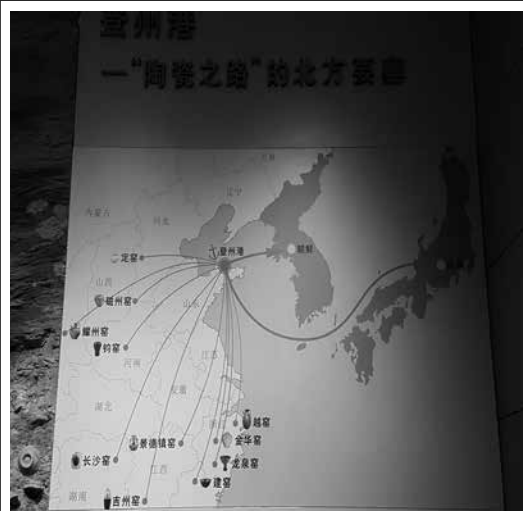 登州港
—“陶瓷之路”的北方要塞
吉林
辽宁
内蒙古
河北
登州港
朝鲜
定窑
山西
磁州窑
山东
耀州窑
钧窑
河南
江苏
安徽
湖北
浙江
越窑
景德镇窑
金华窑
长沙窑
龙泉窑
江西
建窑
湖南
吉州窑